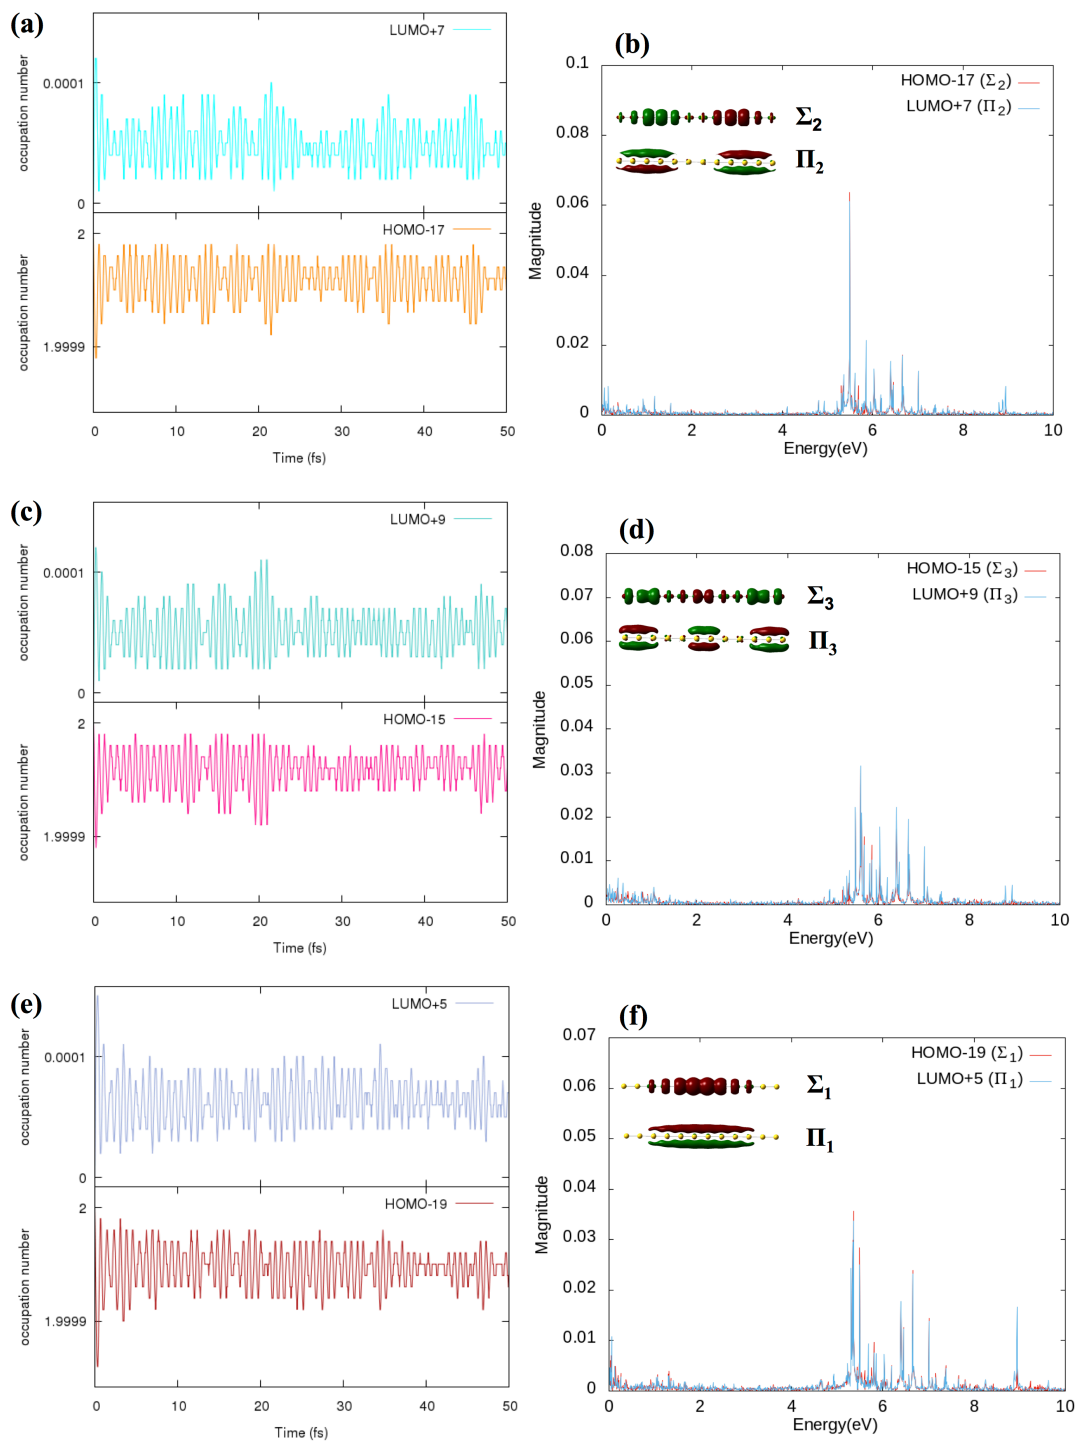 (a)
LUMO+7
occupation number
0.0001
0
HOMO-17
occupation number
2
1.9999
0 10 20 30 40 50
Time (fs)
(b)
HOMO-17 (Σ2)
LUMO+7 (Π2)
Σ2
Π2
Magnitude
0.1
0.08
0.06
0.04
0.02
0
0 2 4 6 8 10
Energy(eV)
(c)
LUMO+9
occupation number
0.0001
0
HOMO-15
occupation number
2
1.9999
0 10 20 30 40 50
Time (fs)
(d)
HOMO-15 (Σ3)
LUMO+9 (Π3)
Σ3
Π3
Magnitude
0.08
0.07
0.06
0.05
0.04
0.03
0.02
0.01
0
0 2 4 6 8 10
Energy(eV)
(e)
LUMO+5
occupation number
0.0001
0
HOMO-19
occupation number
2
1.9999
0 10 20 30 40 50
Time (fs)
(f)
HOMO-19 (Σ1)
LUMO+5 (Π1)
Σ1
Π1
Magnitude
0.07
0.06
0.05
0.04
0.03
0.02
0.01
0
0 2 4 6 8 10
Energy(eV)